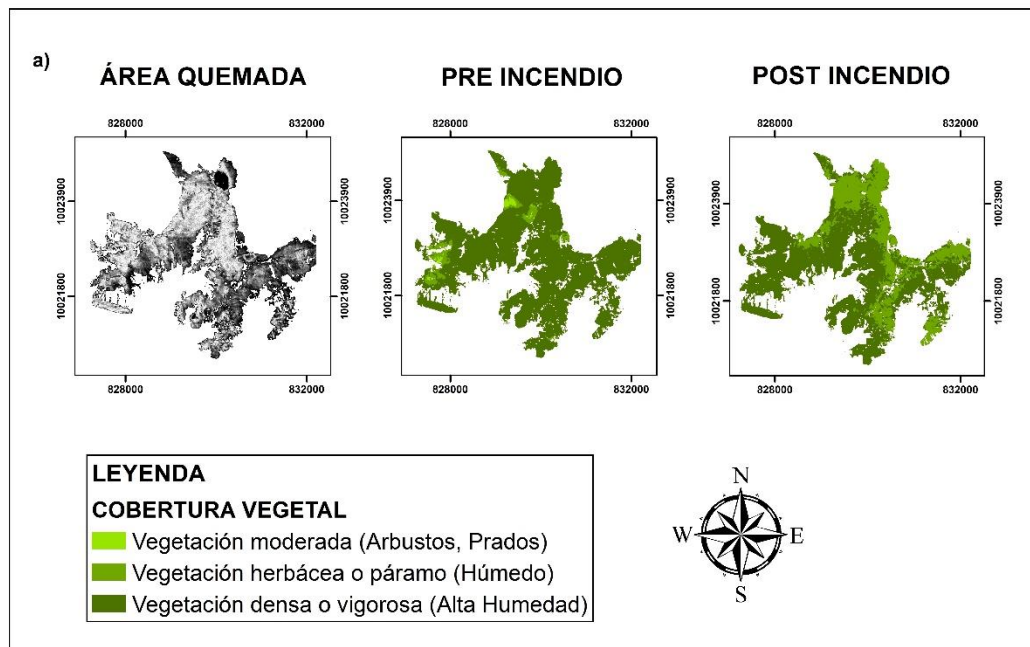 a)
ÁREA QUEMADA
PRE INCENDIO
POST INCENDIO
828000 832000
828000 832000
828000 832000
10023900
10021800
10023900
10021800
10023900
10021800
10023900
10021800
10023900
10021800
10023900
10021800
828000 832000
828000 832000
828000 832000
LEYENDA
COBERTURA VEGETAL
Vegetación moderada (Arbustos, Prados)
Vegetación herbácea o páramo (Húmedo)
Vegetación densa o vigorosa (Alta Humedad)
N
W E
S